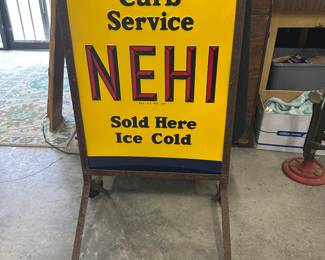 Curb
Service
NEHI
Sold Here
Ice Cold